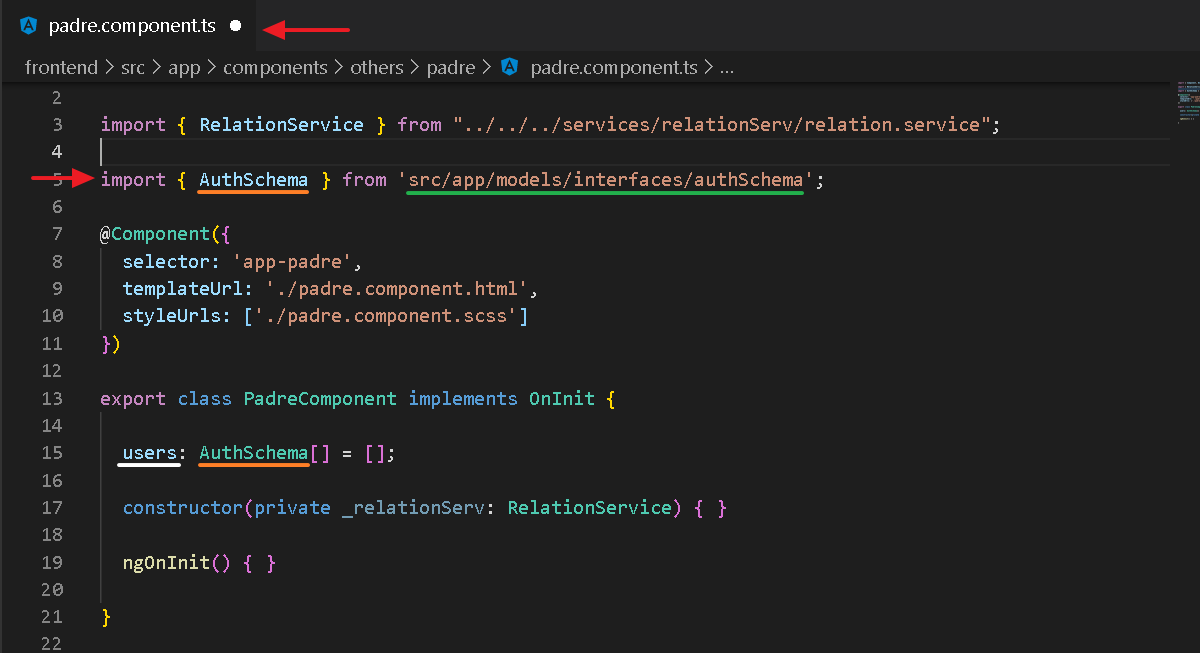 padre.component.ts
frontend > src > app > components > others > padre > padre.component.ts > ...
2
3 import { RelationService } from "../../../services/relationServ/relation.service";
4
5 import { AuthSchema } from 'src/app/models/interfaces/authSchema';
6
7 @Component({
8 selector: 'app-padre',
9 templateUrl: './padre.component.html',
10 styleUrls: ['./padre.component.scss']
11 })
12
13 export class PadreComponent implements OnInit {
14
15 users: AuthSchema[] = [];
16
17 constructor(private _relationServ: RelationService) { }
18
19 ngOnInit() { }
20
21 }
22